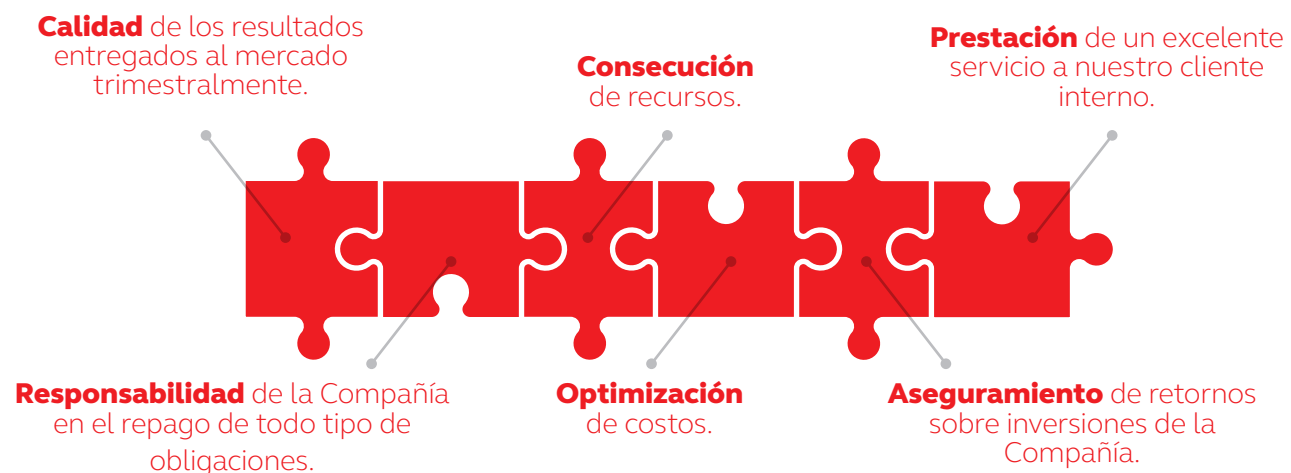 Calidad de los resultados
entregados al mercado
trimestralmente.
Consecución
de recursos.
Prestación de un excelente
servicio a nuestro cliente
interno.
Responsabilidad de la Compañía
en el repago de todo tipo de
obligaciones.
Optimización
de costos.
Aseguramiento de retornos
sobre inversiones de la
Compañía.